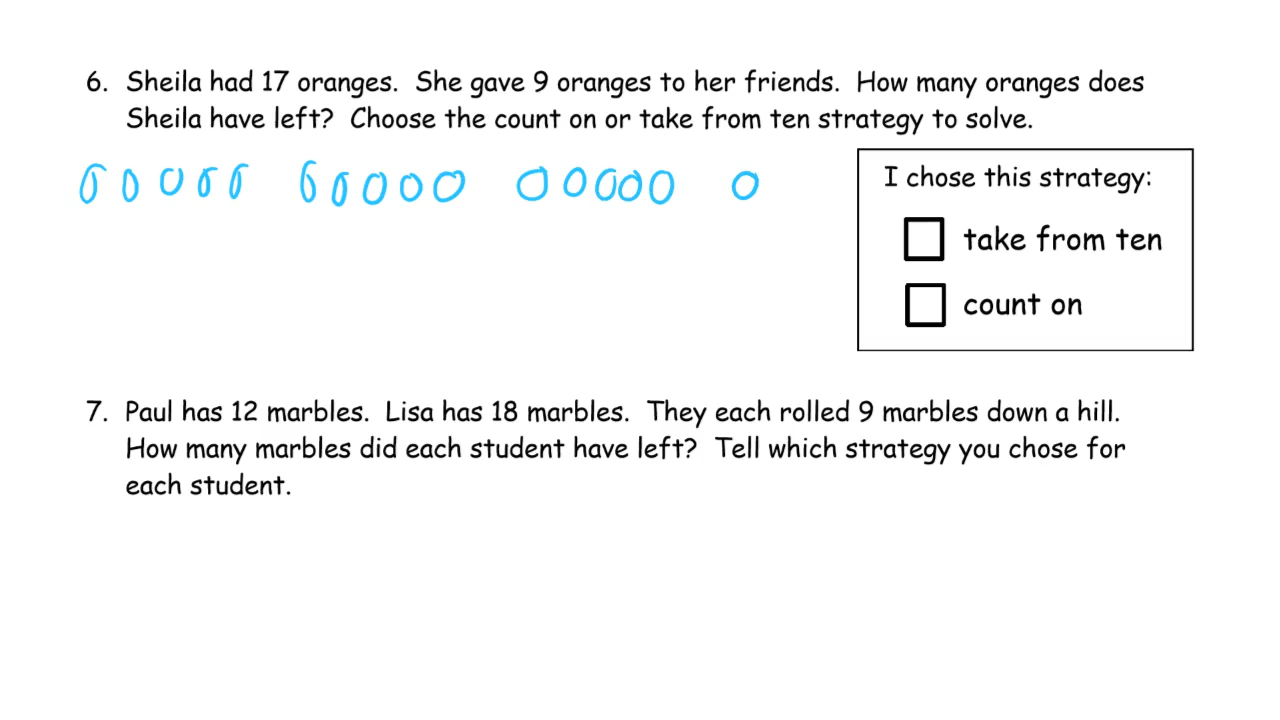 6. Sheila had 17 oranges. She gave 9 oranges to her friends. How many oranges does
Sheila have left? Choose the count on or take from ten strategy to solve.
I chose this strategy:
take from ten
count on
7. Paul has 12 marbles. Lisa has 18 marbles. They each rolled 9 marbles down a hill.
How many marbles did each student have left? Tell which strategy you chose for
each student.